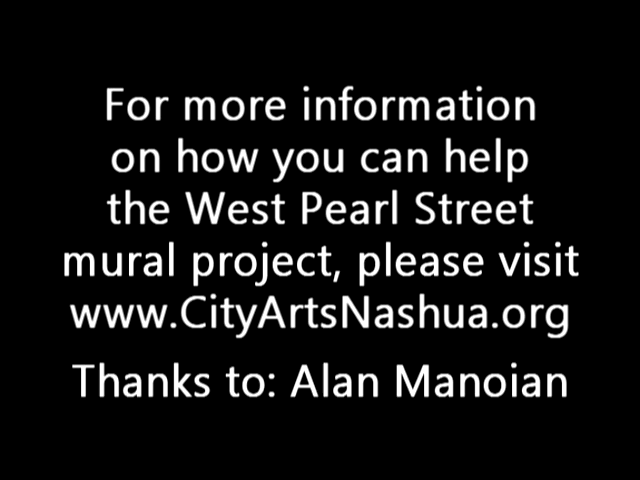 For more information
on how you can help
the West Pearl Street
mural project, please visit
www.CityArtsNashua.org
Thanks to: Alan Manoian